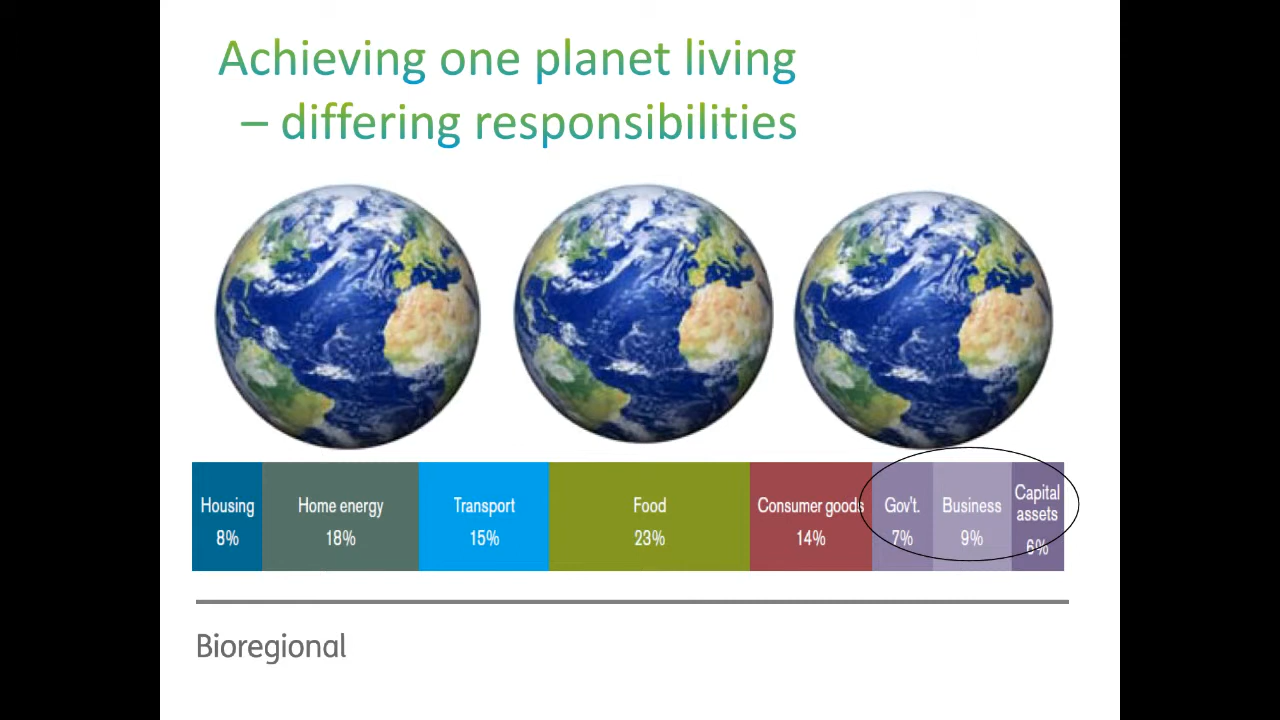 Achieving one planet living
– differing responsibilities
Housing
8%
Home energy
18%
Transport
15%
Food
23%
Consumer goods
14%
Gov't.
7%
Business
9%
Capital
assets
6%
Bioregional